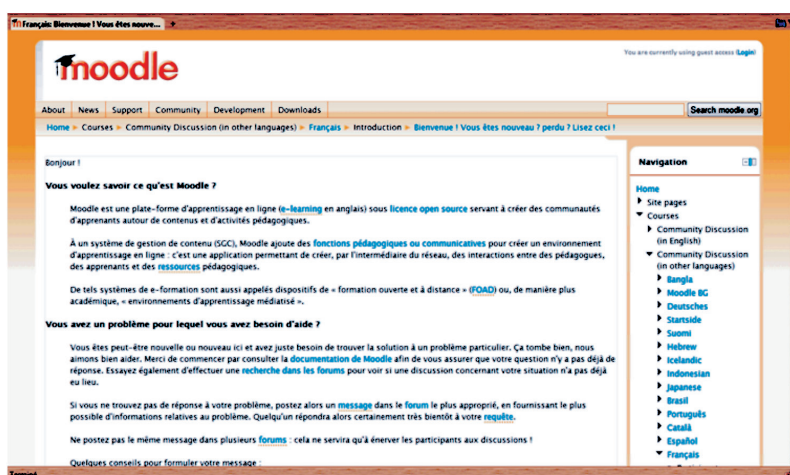 Français: Bienvenue ! Vous êtes nouve...
You are currently using guest access (Login)
moodle
About News Support Community Development Downloads
Search moodle.org
Home ► Courses ► Community Discussion (in other languages) ► Français ► Introduction ► Bienvenue ! Vous êtes nouveau ? perdu ? Lisez ceci !
Bonjour !
Vous voulez savoir ce qu'est Moodle ?
Moodle est une plate-forme d'apprentissage en ligne (e-learning en anglais) sous licence open source servant à créer des communautés
d'apprenants autour de contenus et d'activités pédagogiques.
À un système de gestion de contenu (SGC), Moodle ajoute des fonctions pédagogiques ou communicatives pour créer un environnement
d'apprentissage en ligne : c'est une application permettant de créer, par l'intermédiaire du réseau, des interactions entre des pédagogues,
des apprenants et des ressources pédagogiques.
De tels systèmes de e-formation sont aussi appelés dispositifs de « formation ouverte et à distance » (FOAD) ou, de manière plus
académique, « environnements d'apprentissage médiatisé ».
Vous avez un problème pour lequel vous avez besoin d'aide ?
Vous êtes peut-être nouvelle ou nouveau ici et avez juste besoin de trouver la solution à un problème particulier. Ça tombe bien, nous
aimons bien aider. Merci de commencer par consulter la documentation de Moodle afin de vous assurer que votre question n'y a pas déjà de
réponse. Essayez également d'effectuer une recherche dans les forums pour voir si une discussion concernant votre situation n'a pas déjà
eu lieu.
Si vous ne trouvez pas de réponse à votre problème, postez alors un message dans le forum le plus approprié, en fournissant le plus
possible d'informations relatives au problème. Quelqu'un répondra alors certainement très bientôt à votre requête.
Ne postez pas le même message dans plusieurs forums : cela ne servira qu'à énerver les participants aux discussions !
Quelques conseils pour formuler votre message :
Navigation
Home
Site pages
Courses
Community Discussion
(in English)
Community Discussion
(in other languages)
Bangla
Moodle BG
Deutsches
Startside
Suomi
Hebrew
Icelandic
Indonesian
Japanese
Brasil
Português
Català
Español
Français
Terminé